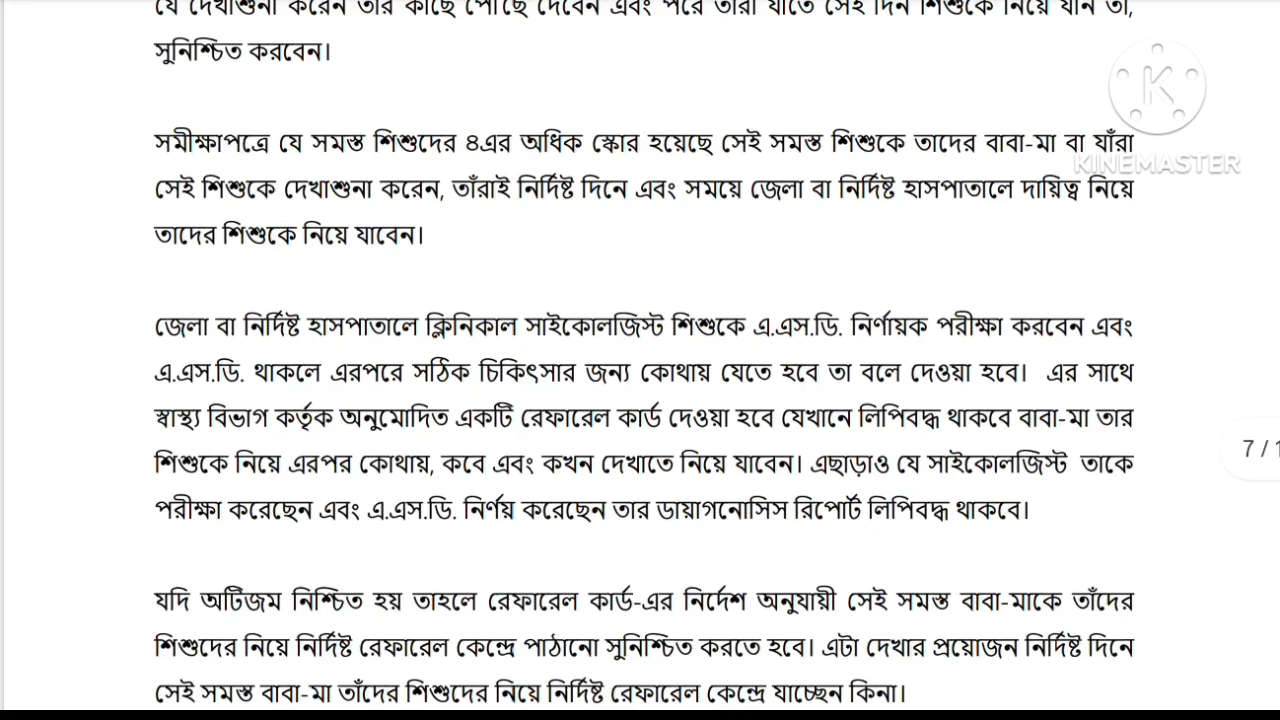 যে দেখাশুনা করেন তার কাছে পৌঁছে দেবেন এবং পরে তারা যাতে সেই দিন শিশুকে নিয়ে যান তা,
সুনিশ্চিত করবেন।
সমীক্ষাপত্রে যে সমস্ত শিশুদের ৪এর অধিক স্কোর হয়েছে সেই সমস্ত শিশুকে তাদের বাবা-মা বা যাঁরা
KINEMASTER
সেই শিশুকে দেখাশুনা করেন, তাঁরাই নির্দিষ্ট দিনে এবং সময়ে জেলা বা নির্দিষ্ট হাসপাতালে দায়িত্ব নিয়ে
তাদের শিশুকে নিয়ে যাবেন।
জেলা বা নির্দিষ্ট হাসপাতালে ক্লিনিকাল সাইকোলজিস্ট শিশুকে এ.এস.ডি. নির্ণায়ক পরীক্ষা করবেন এবং
এ.এস.ডি. থাকলে এরপরে সঠিক চিকিৎসার জন্য কোথায় যেতে হবে তা বলে দেওয়া হবে। এর সাথে
স্বাস্থ্য বিভাগ কর্তৃক অনুমোদিত একটি রেফারেল কার্ড দেওয়া হবে যেখানে লিপিবদ্ধ থাকবে বাবা-মা তার
শিশুকে নিয়ে এরপর কোথায়, কবে এবং কখন দেখাতে নিয়ে যাবেন। এছাড়াও যে সাইকোলজিস্ট তাকে
7 / 1
পরীক্ষা করেছেন এবং এ.এস.ডি. নির্ণয় করেছেন তার ডায়াগনোসিস রিপোর্ট লিপিবদ্ধ থাকবে।
যদি অটিজম নিশ্চিত হয় তাহলে রেফারেল কার্ড-এর নির্দেশ অনুযায়ী সেই সমস্ত বাবা-মাকে তাঁদের
শিশুদের নিয়ে নির্দিষ্ট রেফারেল কেন্দ্রে পাঠানো সুনিশ্চিত করতে হবে। এটা দেখার প্রয়োজন নির্দিষ্ট দিনে
সেই সমস্ত বাবা-মা তাঁদের শিশুদের নিয়ে নির্দিষ্ট রেফারেল কেন্দ্রে যাচ্ছেন কিনা।